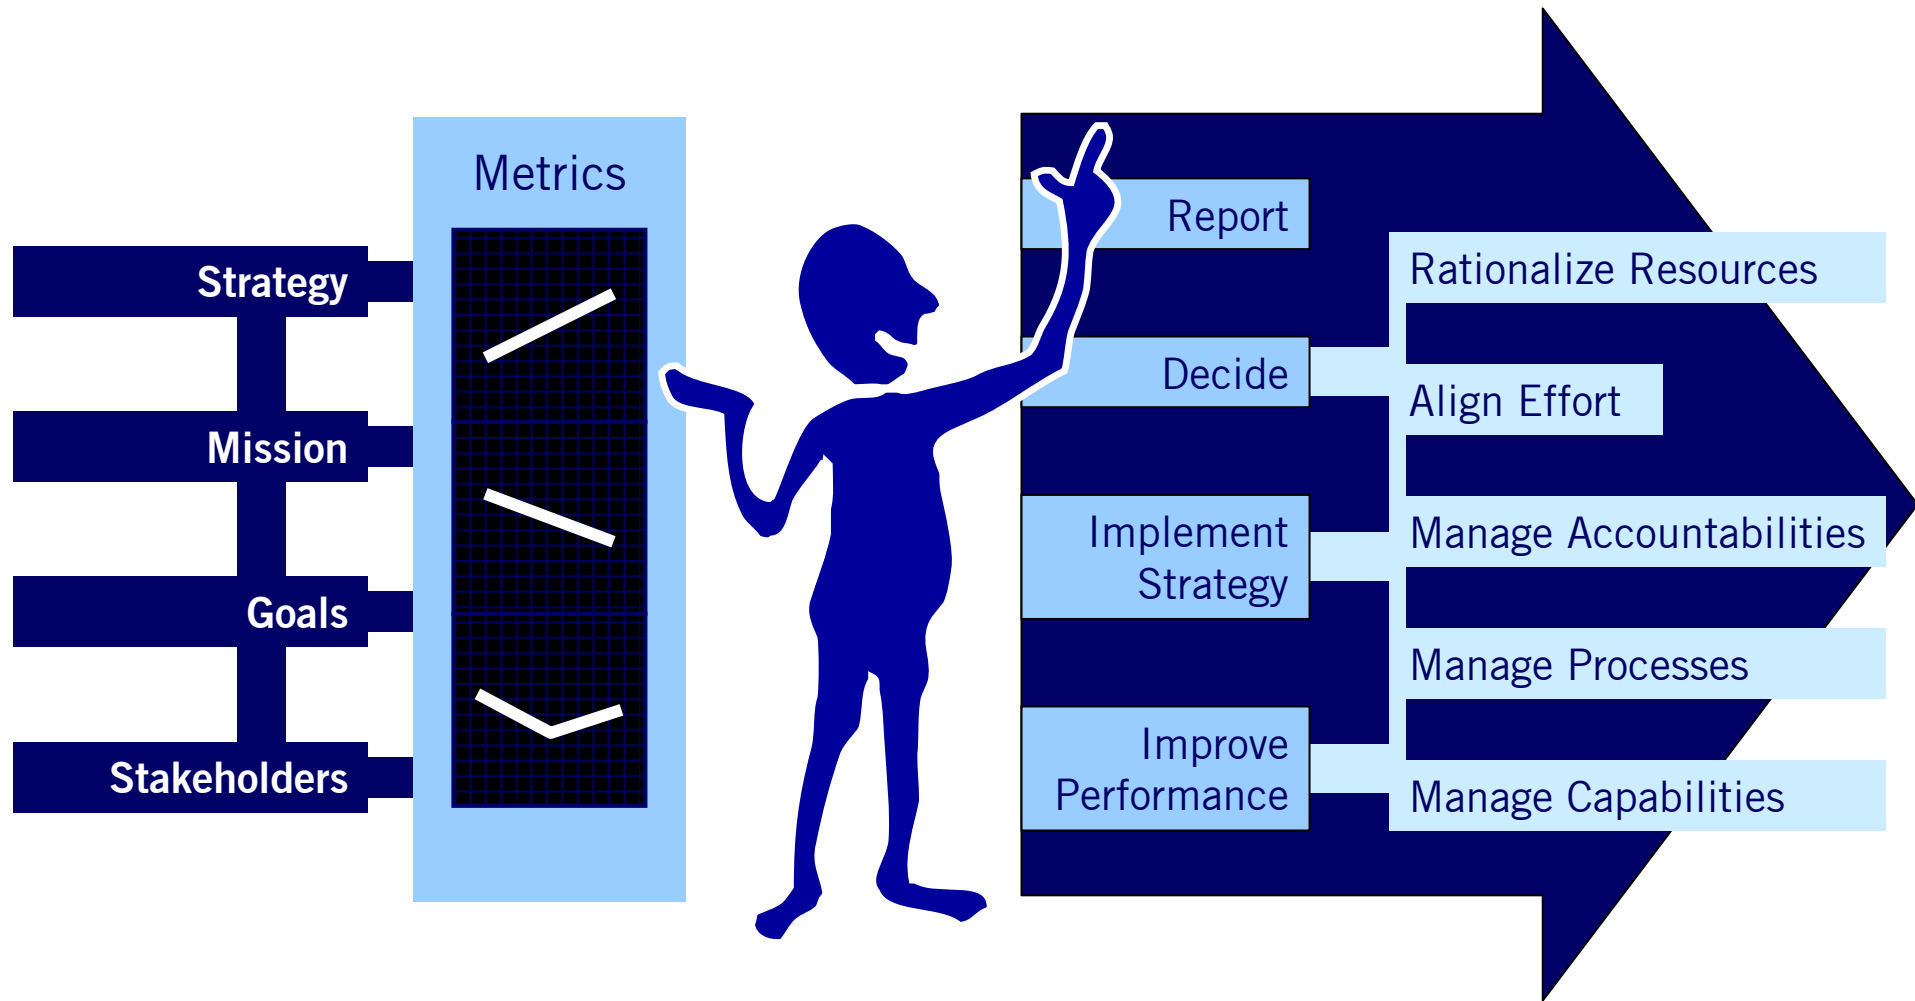 Metrics
Strategy
Mission
Goals
Stakeholders
Report
Decide
Implement
Strategy
Improve
Performance
Rationalize Resources
Align Effort
Manage Accountabilities
Manage Processes
Manage Capabilities